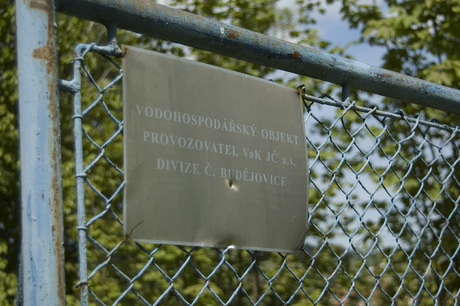 VODOHOSPODÁŘSKÝ OBJEKT
PROVOZOVATEL VaK JČ a.s.
DIVIZE Č. BUDĚJOVICE